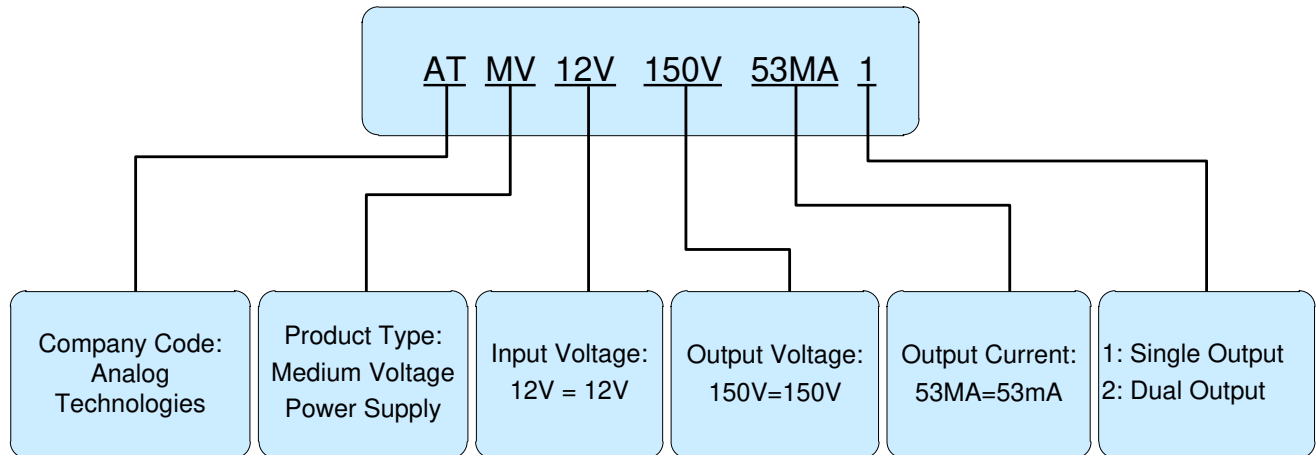 AT MV 12V 150V 53MA 1
Company Code:
Analog
Technologies
Product Type:
Medium Voltage
Power Supply
Input Voltage:
12V = 12V
Output Voltage:
150V=150V
Output Current:
53MA=53mA
1: Single Output
2: Dual Output